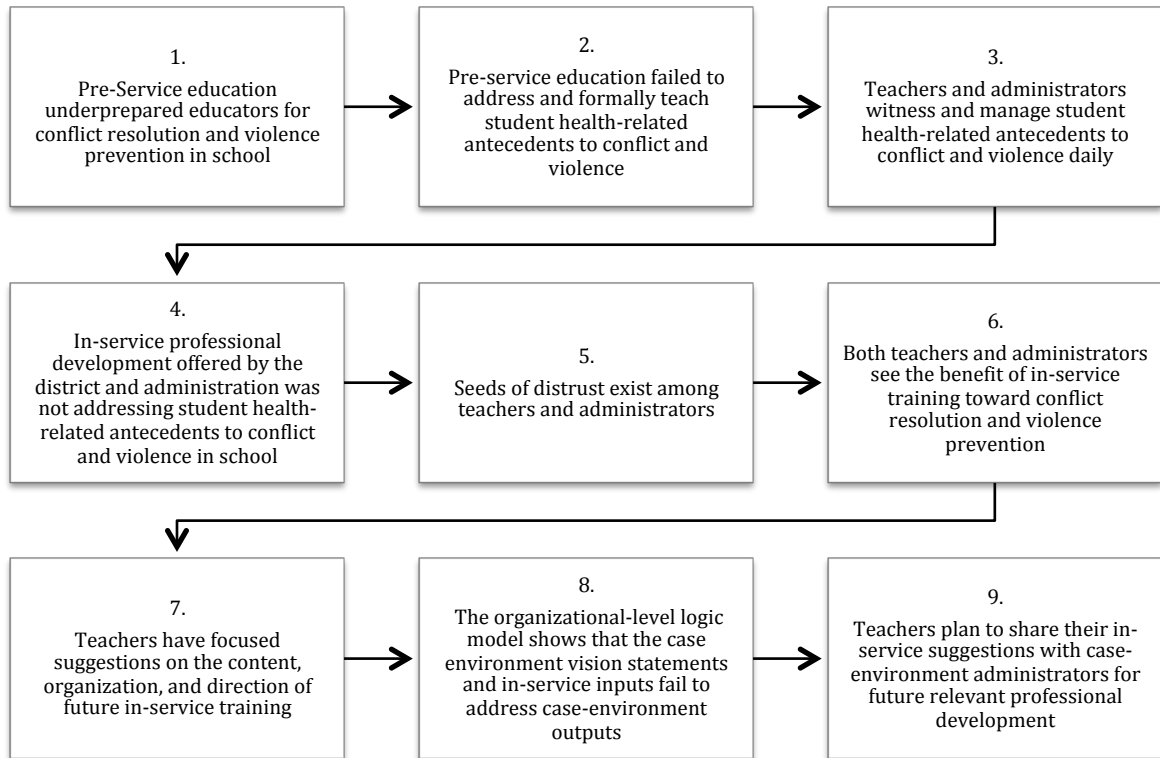 1.
Pre-Service education
underprepared educators for
conflict resolution and violence
prevention in school
2.
Pre-service education failed to
address and formally teach
student health-related
antecedents to conflict and
violence
3.
Teachers and administrators
witness and manage student
health-related antecedents to
conflict and violence daily
4.
In-service professional
development offered by the
district and administration was
not addressing student health-
related antecedents to conflict
and violence in school
5.
Seeds of distrust exist among
teachers and administrators
6.
Both teachers and administrators
see the benefit of in-service
training toward conflict
resolution and violence
prevention
7.
Teachers have focused
suggestions on the content,
organization, and direction of
future in-service training
8.
The organizational-level logic
model shows that the case
environment vision statements
and in-service inputs fail to
address case-environment
outputs
9.
Teachers plan to share their in-
service suggestions with case-
environment administrators for
future relevant professional
development